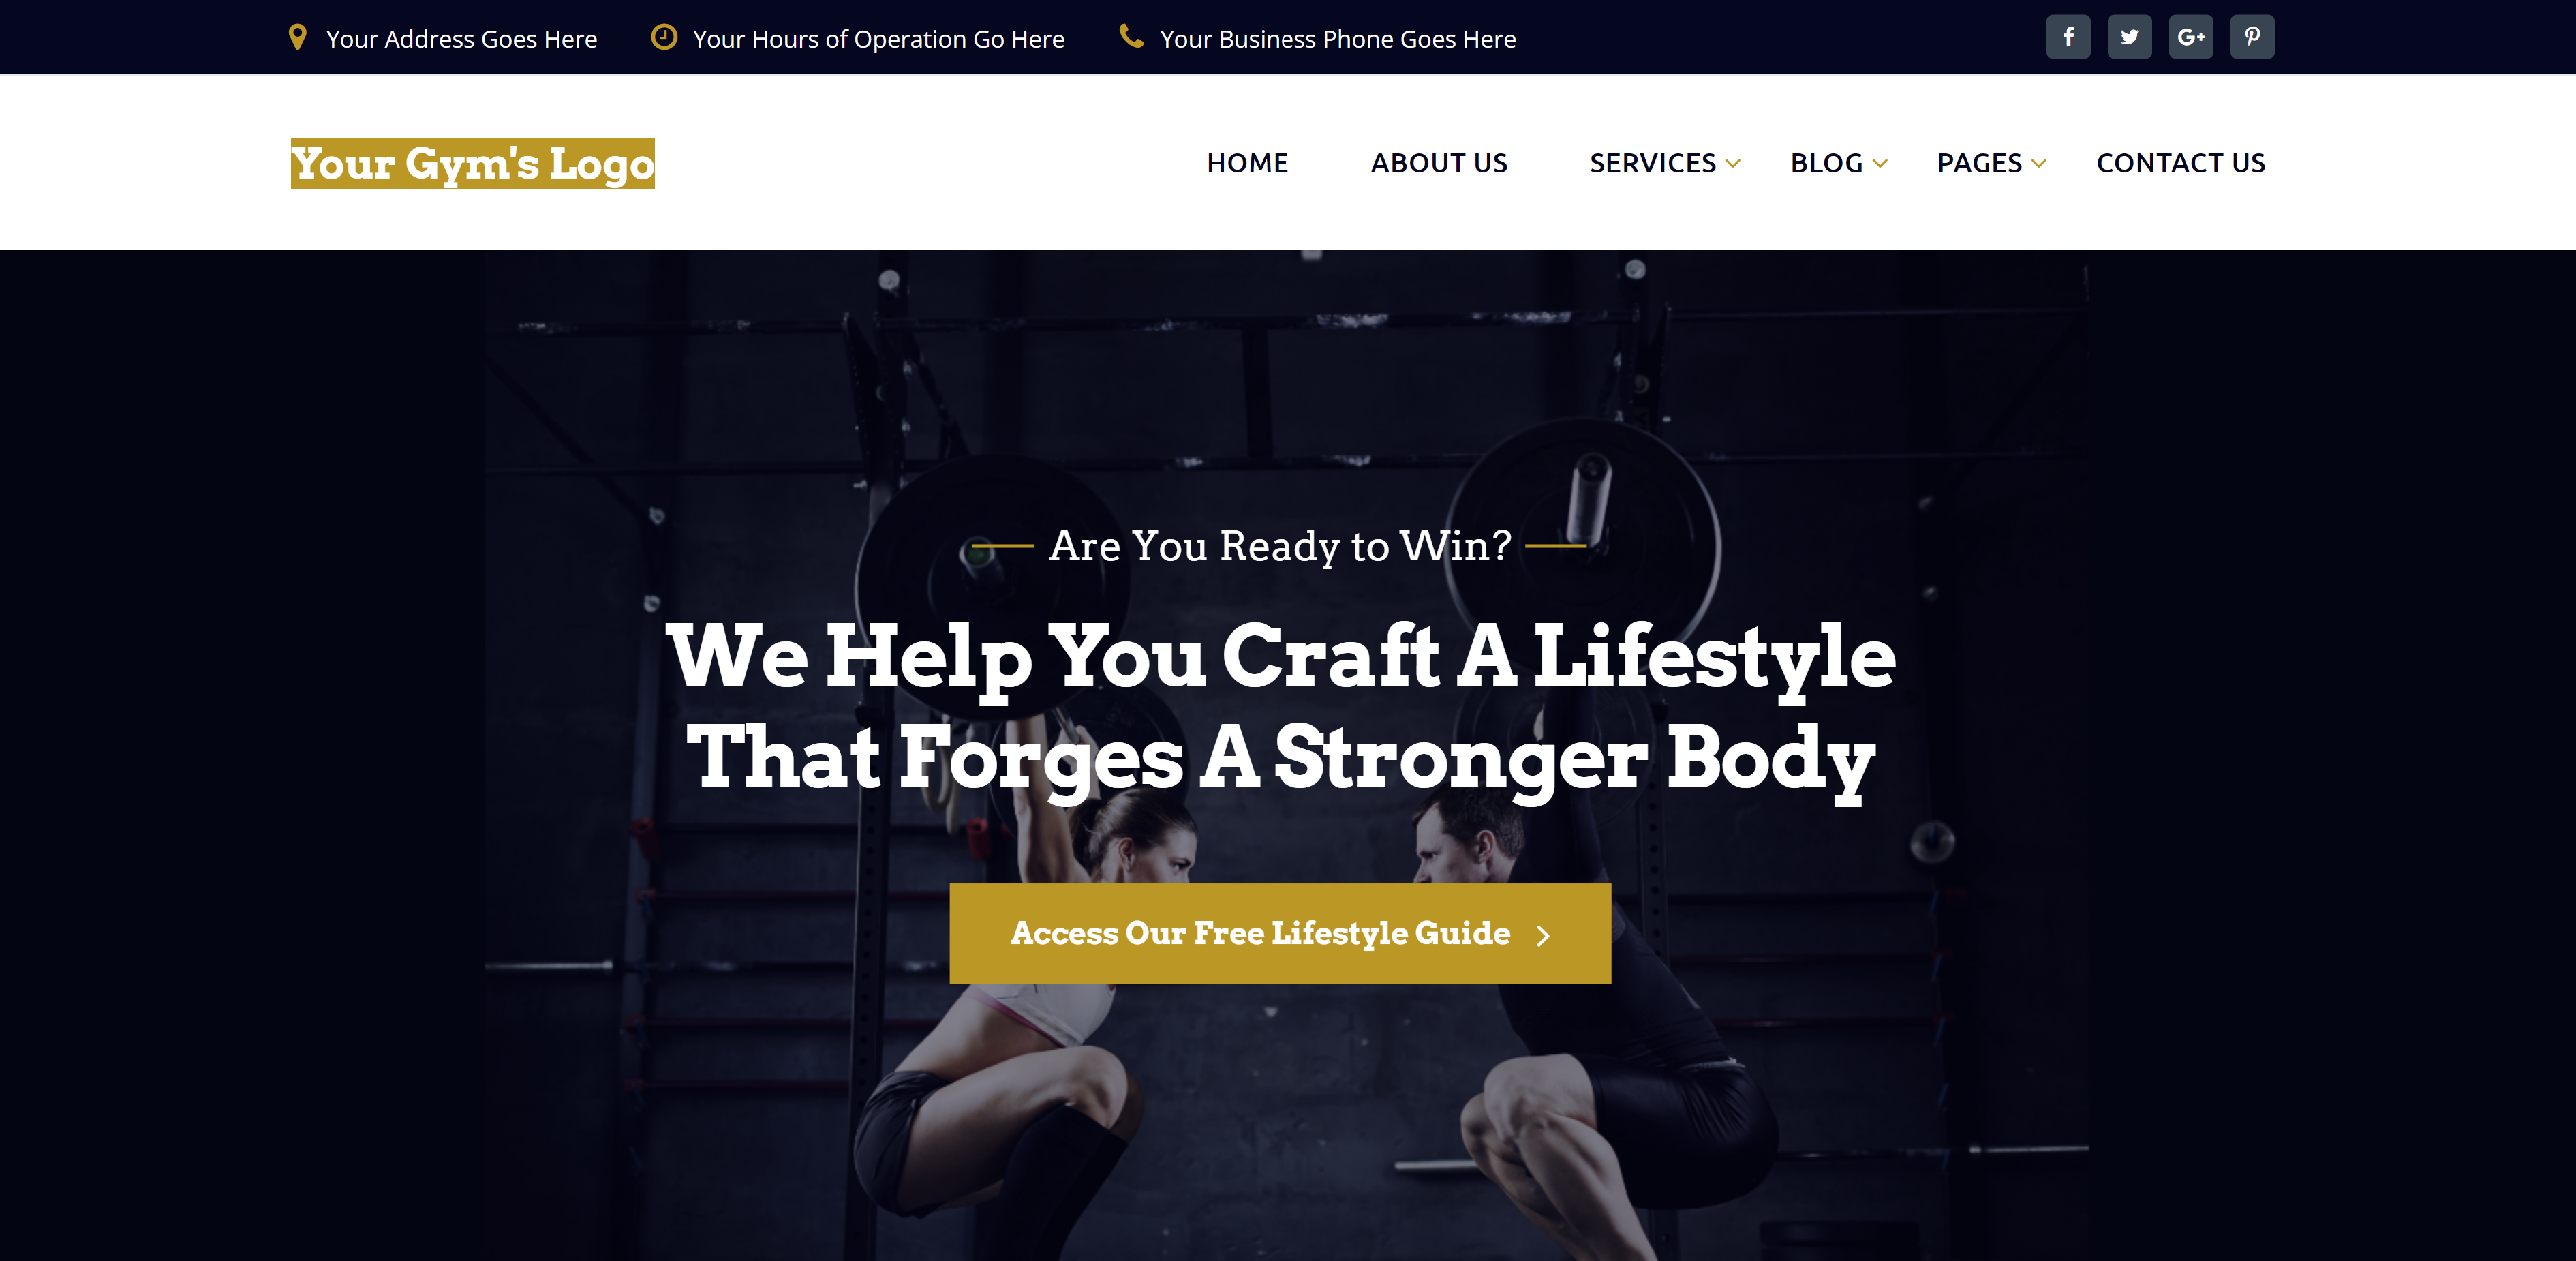 Your Address Goes Here
Your Hours of Operation Go Here
Your Business Phone Goes Here
f
G+
Your Gym's Logo
HOME
ABOUT US
SERVICES
BLOG
PAGES
CONTACT US
Are You Ready to Win?
We Help You Craft A Lifestyle
That Forges A Stronger Body
Access Our Free Lifestyle Guide